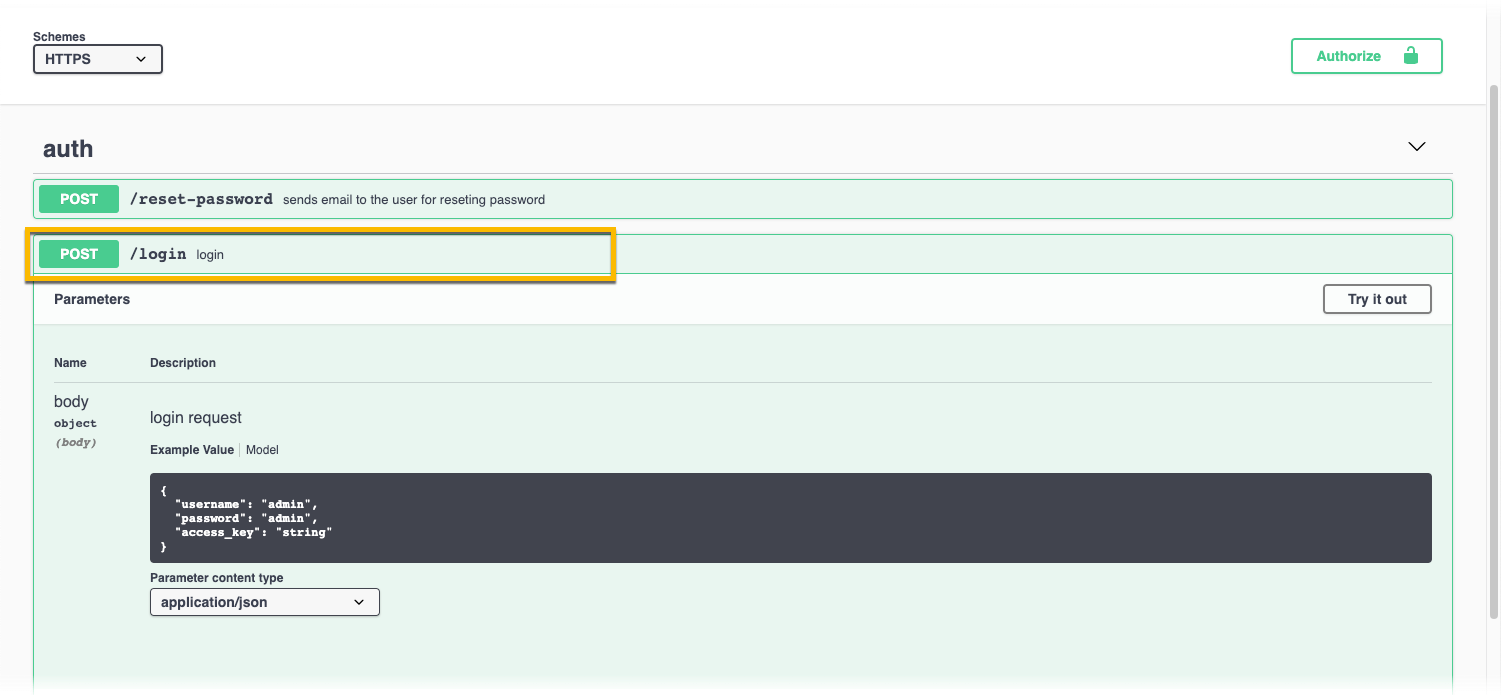 Schemes
HTTPS
Authorize
auth
POST /reset-password sends email to the user for reseting password
POST /login login
Parameters
Try it out
Name Description
body
object
(body)
login request
Example Value Model
{
  "username": "admin",
  "password": "admin",
  "access_key": "string"
}
Parameter content type
application/json